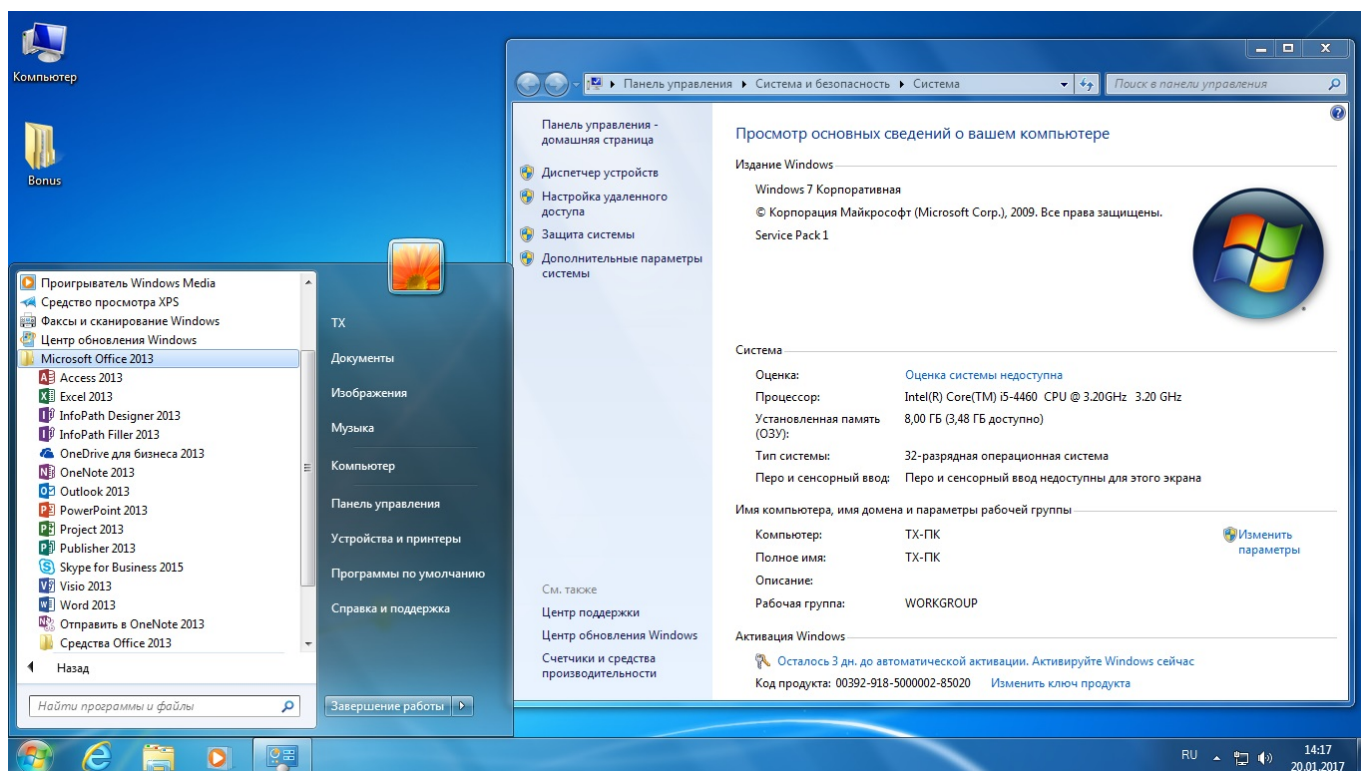 Компьютер
Bonus
Проигрыватель Windows Media
Средство просмотра XPS
Факсы и сканирование Windows
Центр обновления Windows
Microsoft Office 2013
Access 2013
Excel 2013
InfoPath Designer 2013
InfoPath Filler 2013
OneDrive для бизнеса 2013
OneNote 2013
Outlook 2013
PowerPoint 2013
Project 2013
Publisher 2013
Skype for Business 2015
Visio 2013
Word 2013
Отправить в OneNote 2013
Средства Office 2013
Назад
Найти программы и файлы
TX
Документы
Изображения
Музыка
Компьютер
Панель управления
Устройства и принтеры
Программы по умолчанию
Справка и поддержка
Завершение работы
Панель управления Система и безопасность Система
Поиск в панели управления
Панель управления -
домашняя страница
Диспетчер устройств
Настройка удаленного
доступа
Защита системы
Дополнительные параметры
системы
См. также
Центр поддержки
Центр обновления Windows
Счетчики и средства
производительности
Просмотр основных сведений о вашем компьютере
Издание Windows
Windows 7 Корпоративная
© Корпорация Майкрософт (Microsoft Corp.), 2009. Все права защищены.
Service Pack 1
Система
Оценка: Оценка системы недоступна
Процессор: Intel(R) Core(TM) i5-4460 CPU @ 3.20GHz 3.20 GHz
Установленная память 8,00 ГБ (3,48 ГБ доступно)
(ОЗУ):
Тип системы: 32-разрядная операционная система
Перо и сенсорный ввод: Перо и сенсорный ввод недоступны для этого экрана
Имя компьютера, имя домена и параметры рабочей группы
Компьютер: TX-ПК
Изменить
параметры
Полное имя: TX-ПК
Описание:
Рабочая группа: WORKGROUP
Активация Windows
Осталось 3 дн. до автоматической активации. Активируйте Windows сейчас
Код продукта: 00392-918-5000002-85020 Изменить ключ продукта
RU
14:17
20.01.2017